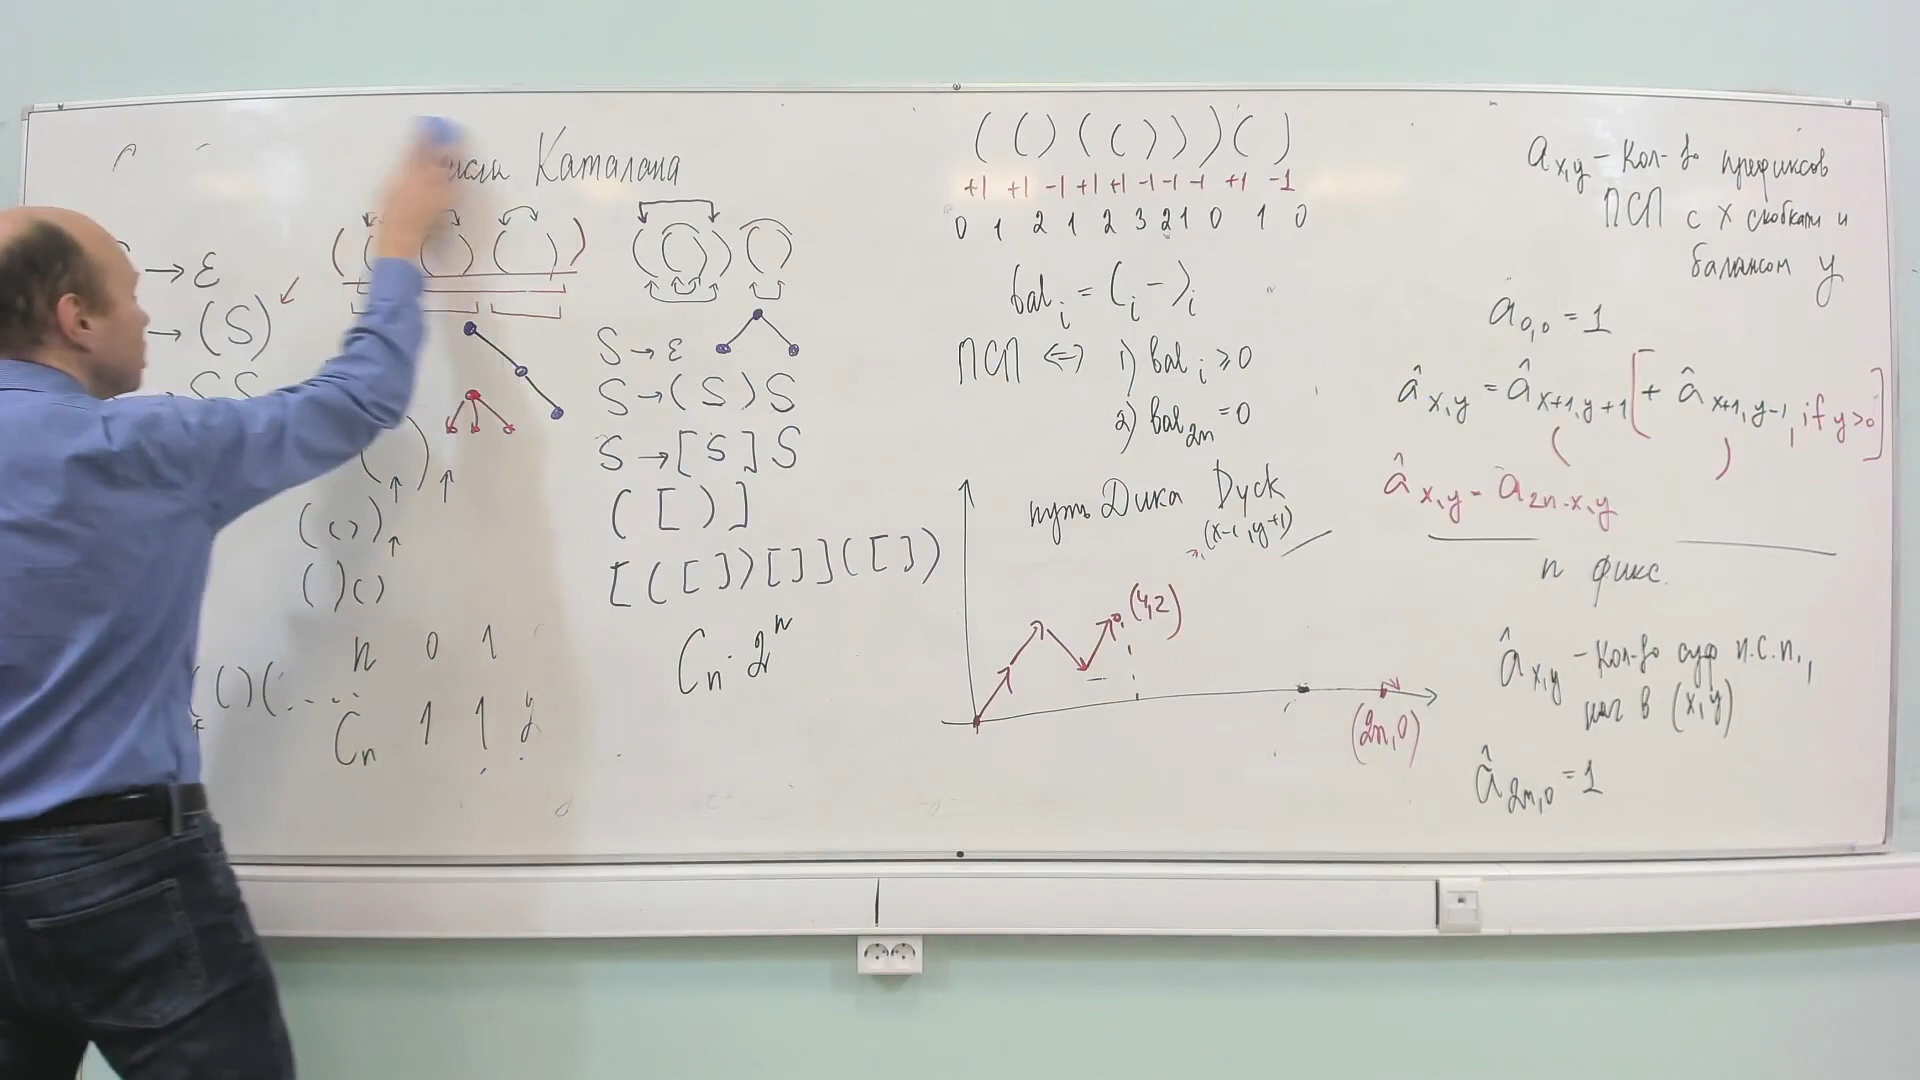 Каталана
→ ε
→ (S)
( ( ) ( ) )
( ( ) ) ( )
( ( ) )
( ) ( )
n 0 1
C_n 1 1 2
S → ε
S → (S)S
S → [S]S
([)]
[([])[]]([])
C_n · 2^n
(()(()))()
+1 +1 -1 +1 +1 -1 -1 -1 +1 -1
0 1 2 1 2 3 2 1 0 1 0
bal_i = (_i - )_i
ПСП <=> 1) bal_i ≥ 0
2) bal_2n = 0
путь Дика Dyck
(x-1, y+1)
(4,2)
(2n,0)
a_x,y - кол-во префиксов
ПСП с x скобками и
балансом y
a_0,0 = 1
â_x,y = â_x+1,y+1 [+ â_x+1,y-1, if y>0]
( )
â_x,y = a_2n-x,y
n фикс.
â_x,y - кол-во суф п.с.п.,
нач в (x,y)
â_2n,0 = 1